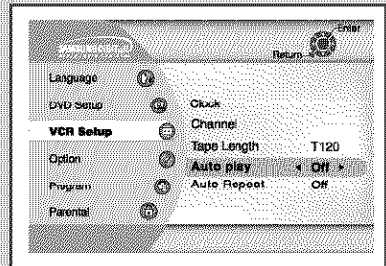 Enter
Return
Language
DVD Setup
VCR Setup
Option
Program
Parental
Clock
Channel
Tape Length T120
Auto play ◄ Off ►
Auto Repeat Off